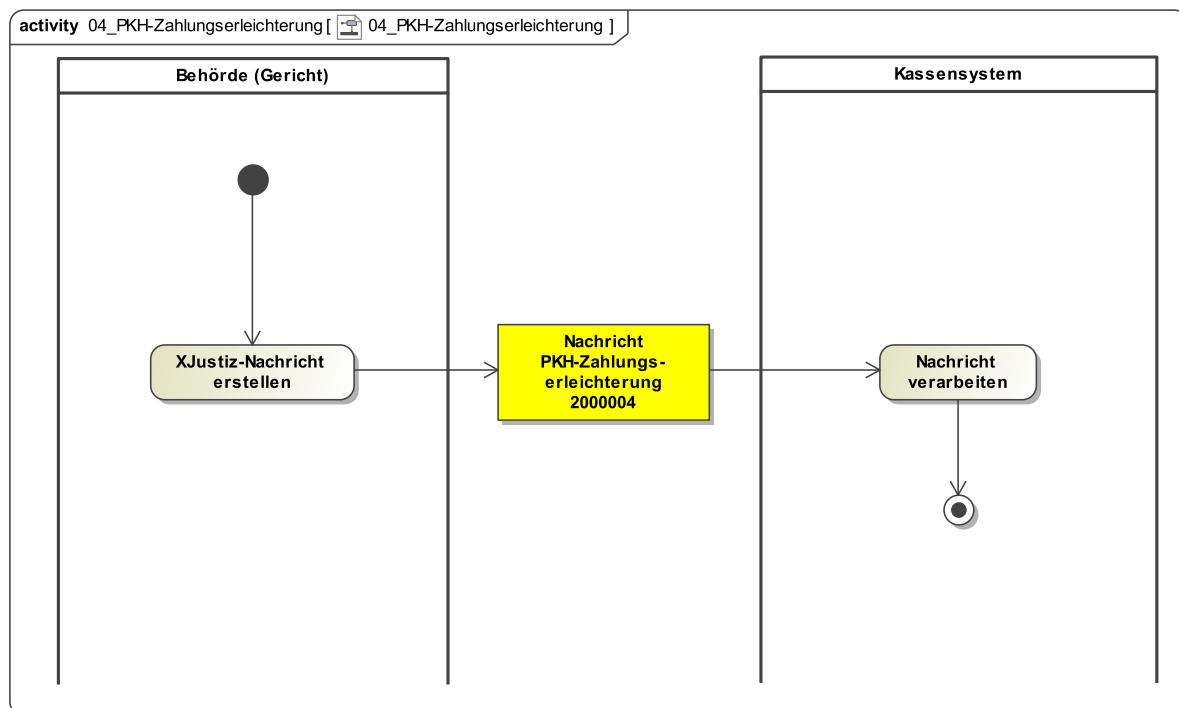 activity 04_PKH-Zahlungserleichterung [ 04_PKH-Zahlungserleichterung ]
Behörde (Gericht)
Kassensystem
XJustiz-Nachricht
erstellen
Nachricht
PKH-Zahlungs-
erleichterung
2000004
Nachricht
verarbeiten